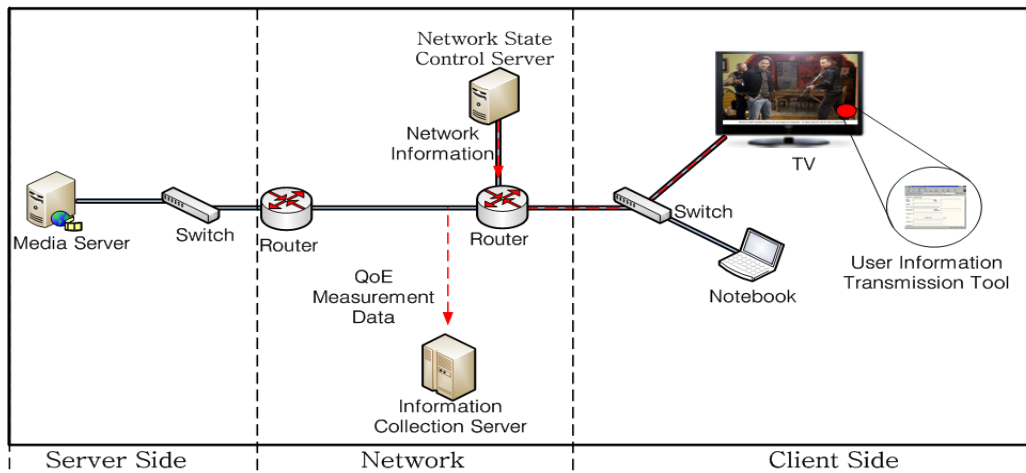 Network State
Control Server
Network
Information
TV
Media Server
Switch
Router
Router
Switch
Notebook
User Information
Transmission Tool
QoE
Measurement
Data
Information
Collection Server
Server Side
Network
Client Side